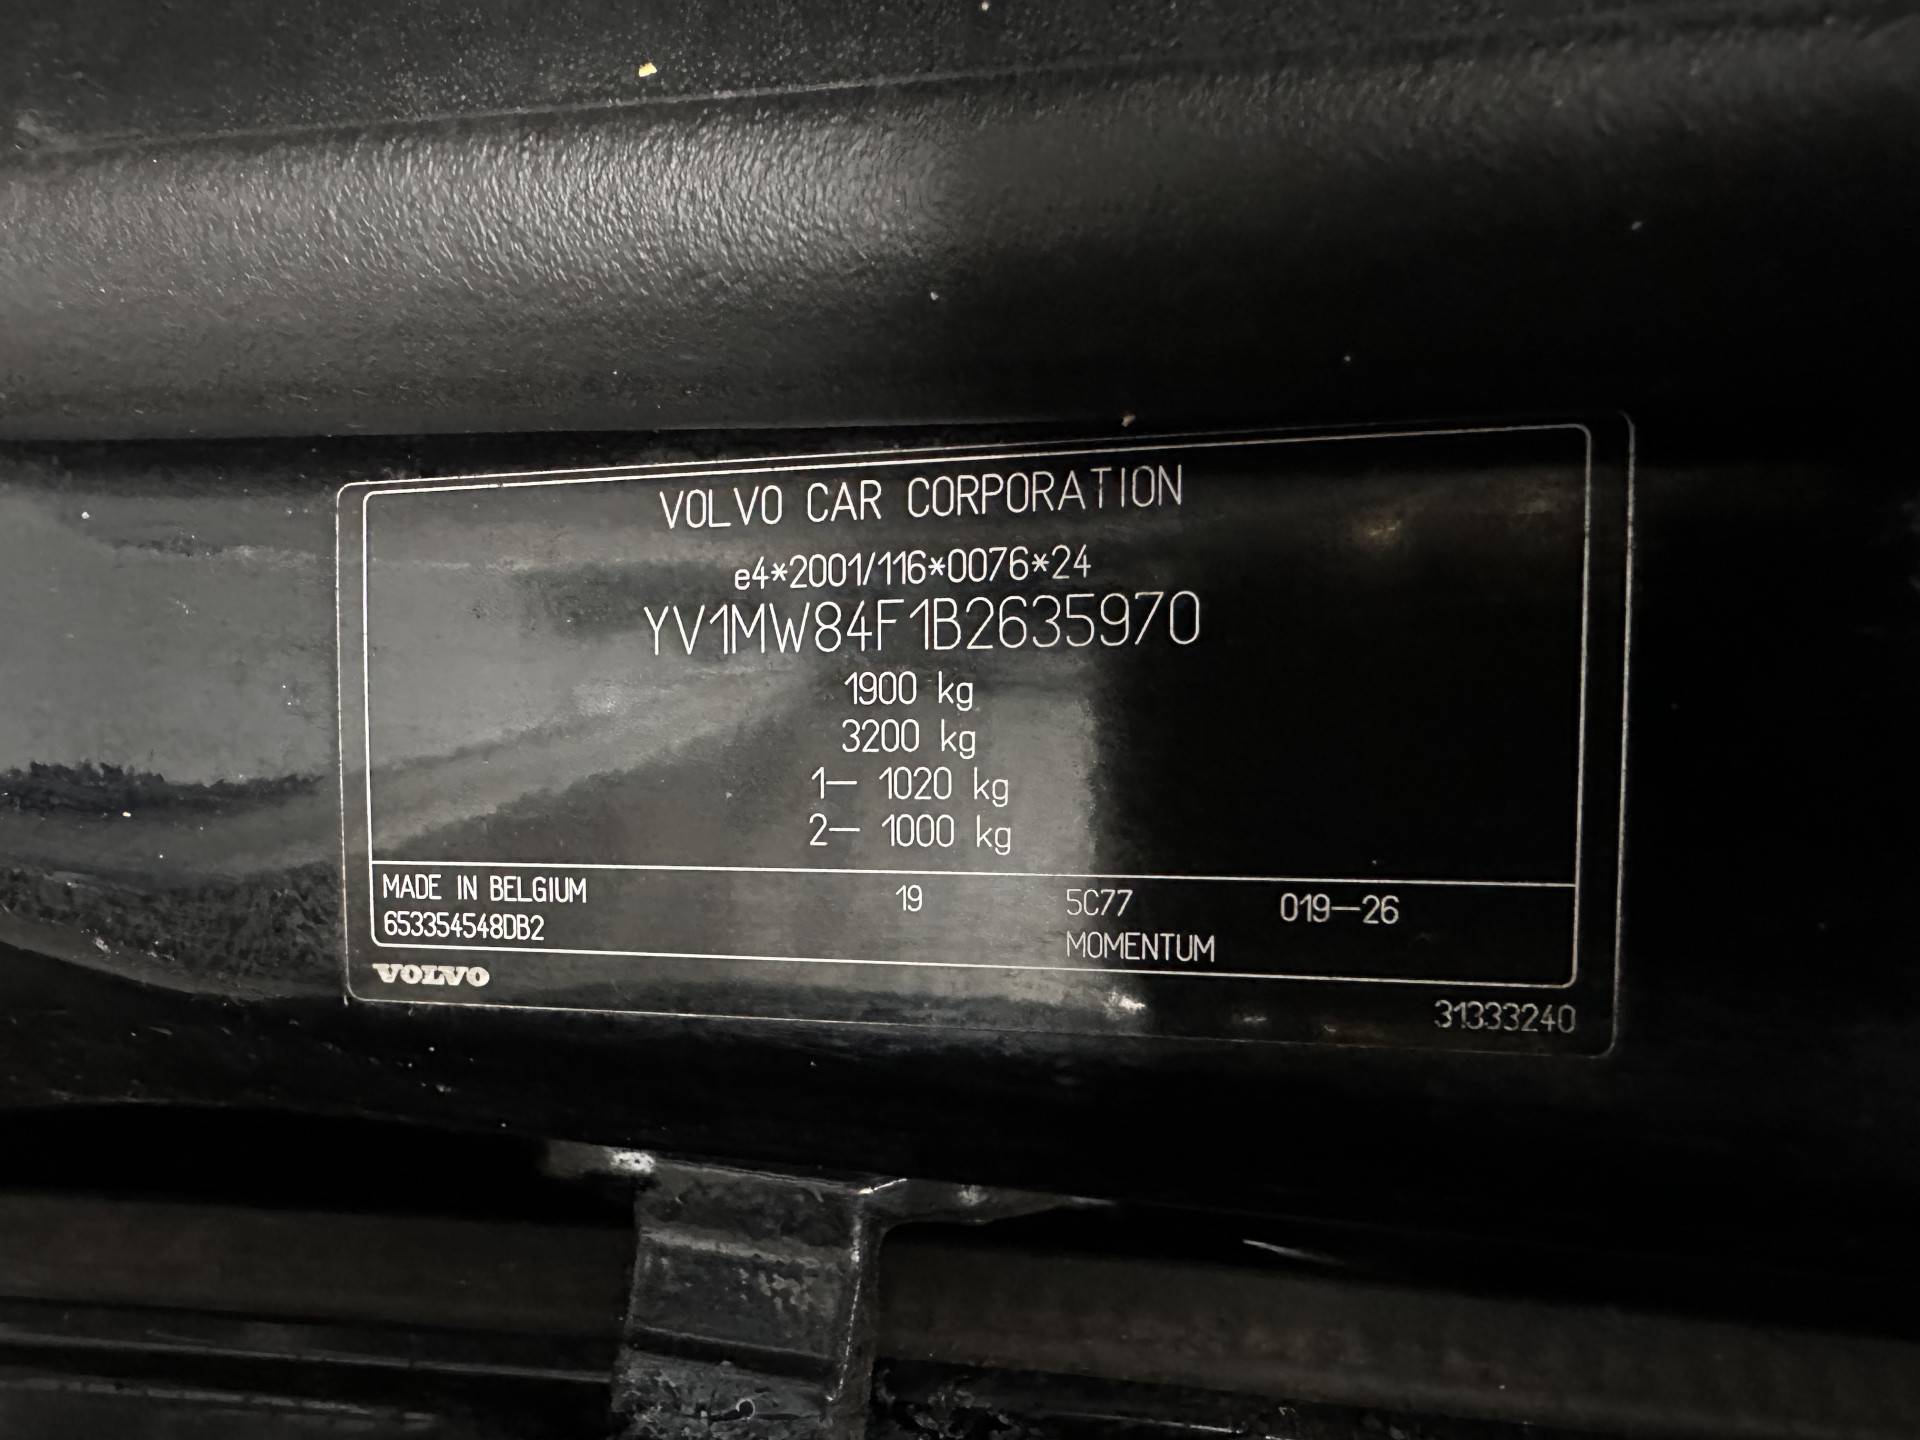 VOLVO CAR CORPORATION
e4*2001/116*0076*24
YV1MW84F1B2635970
1900 kg
3200 kg
1— 1020 kg
2— 1000 kg
MADE IN BELGIUM 19 5C77 019—26
653354548DB2 MOMENTUM
VOLVO
31333240